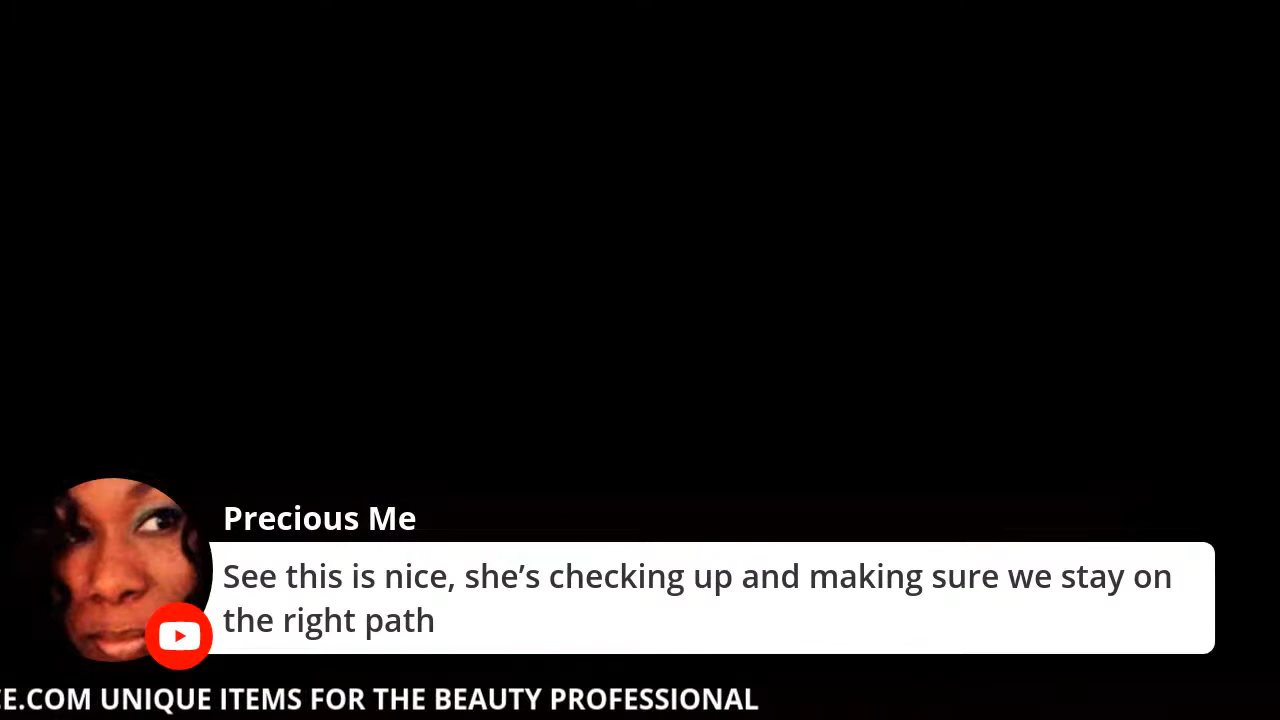 Precious Me
See this is nice, she’s checking up and making sure we stay on
the right path
CE.COM UNIQUE ITEMS FOR THE BEAUTY PROFESSIONAL